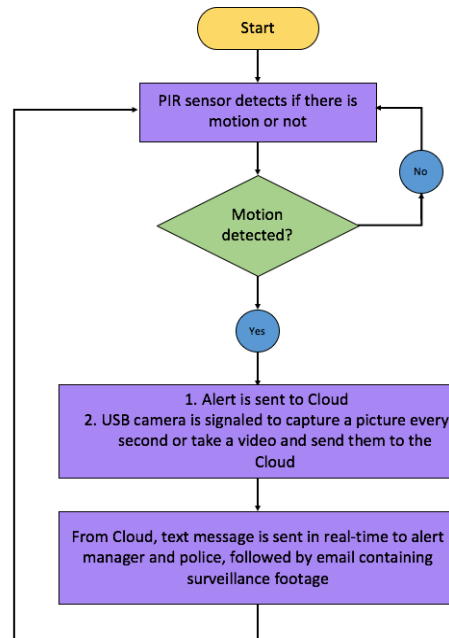 Start
PIR sensor detects if there is
motion or not
No
Motion
detected?
Yes
1. Alert is sent to Cloud
2. USB camera is signaled to capture a picture every
second or take a video and send them to the
Cloud
From Cloud, text message is sent in real-time to alert
manager and police, followed by email containing
surveillance footage